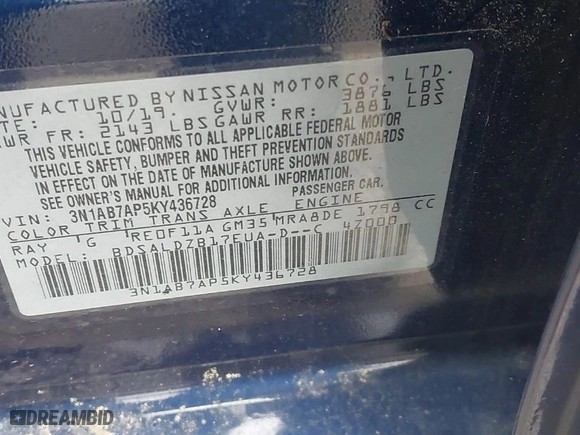 NUFACTURED BY NISSAN MOTOR CO., LTD.
TE: 10/19. GVWR: 3876 LBS
WR FR: 2143 LBS GAWR RR: 1881 LBS
THIS VEHICLE CONFORMS TO ALL APPLICABLE FEDERAL MOTOR
VEHICLE SAFETY, BUMPER AND THEFT PREVENTION STANDARDS
IN EFFECT ON THE DATE OF MANUFACTURE SHOWN ABOVE.
SEE OWNER'S MANUAL FOR ADDITIONAL INFORMATION.
VIN: 3N1AB7AP5KY436728 PASSENGER CAR.
COLOR TRIM TRANS AXLE ENGINE
RAY G RE0F11A GM35 MRA8DE 1798 CC
MODEL: BDSALDZB17EUA-D--C 4Z000
3N1AB7AP5KY436728
DREAMBID